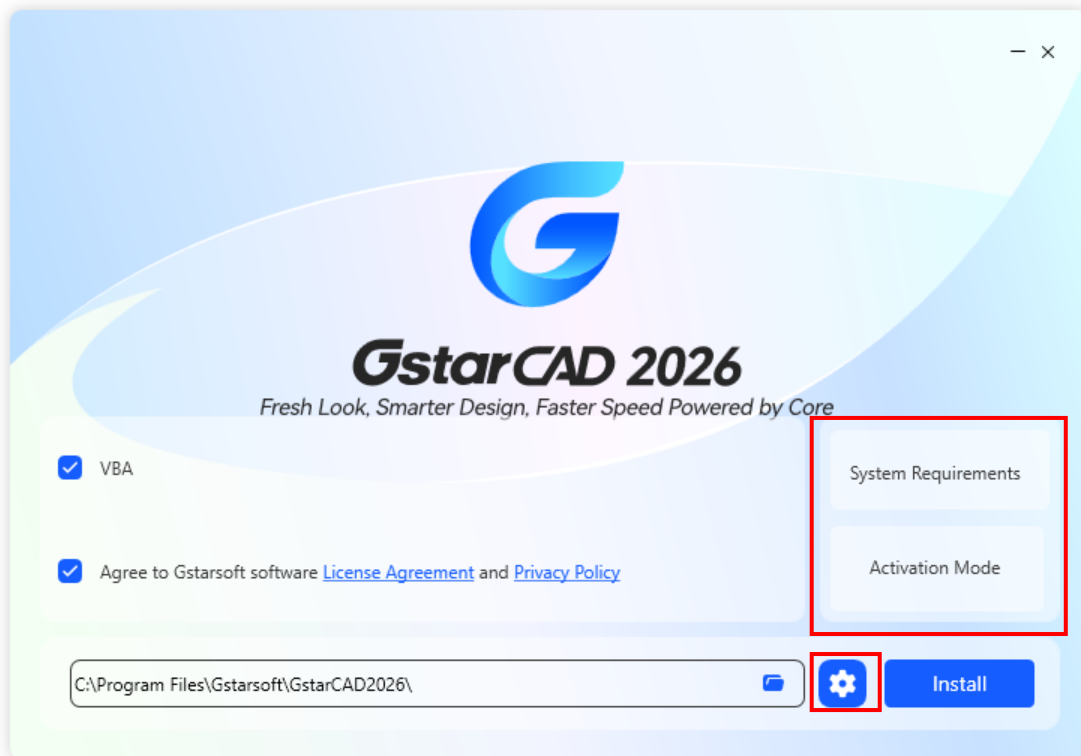 GstarCAD 2026
Fresh Look, Smarter Design, Faster Speed Powered by Core
VBA
System Requirements
Agree to Gstarsoft software License Agreement and Privacy Policy
Activation Mode
C:\Program Files\Gstarsoft\GstarCAD2026\
Install